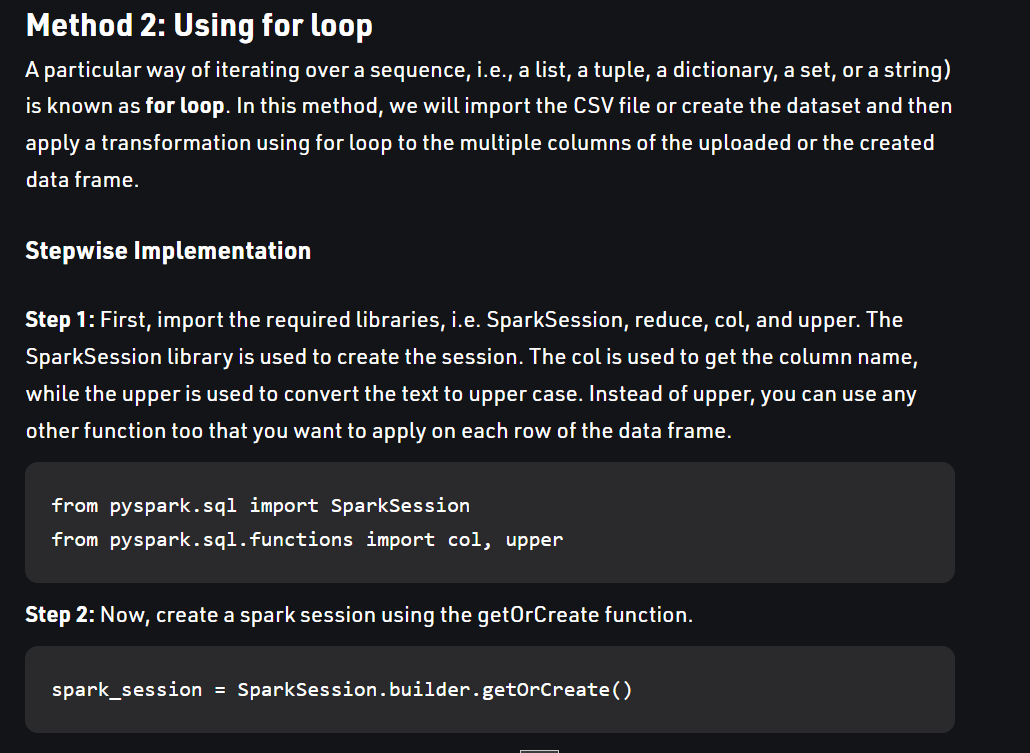 Method 2: Using for loop
A particular way of iterating over a sequence, i.e., a list, a tuple, a dictionary, a set, or a string)
is known as for loop. In this method, we will import the CSV file or create the dataset and then
apply a transformation using for loop to the multiple columns of the uploaded or the created
data frame.
Stepwise Implementation
Step 1: First, import the required libraries, i.e. SparkSession, reduce, col, and upper. The
SparkSession library is used to create the session. The col is used to get the column name,
while the upper is used to convert the text to upper case. Instead of upper, you can use any
other function too that you want to apply on each row of the data frame.
from pyspark.sql import SparkSession
from pyspark.sql.functions import col, upper
Step 2: Now, create a spark session using the getOrCreate function.
spark_session = SparkSession.builder.getOrCreate()